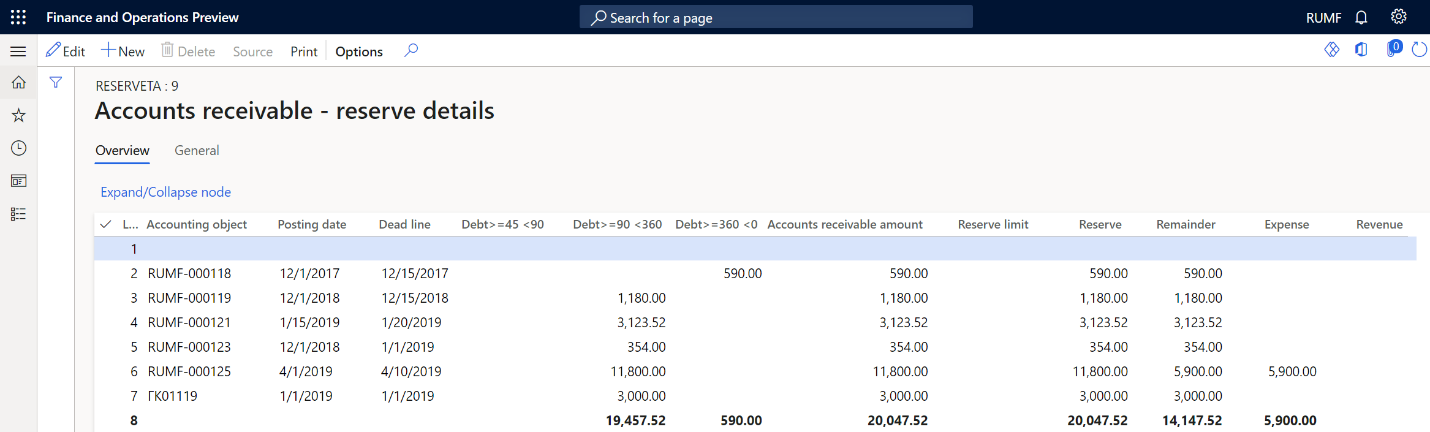 Finance and Operations Preview Search for a page RUMF
Edit New Delete Source Print Options 0
RESERVETA : 9
Accounts receivable - reserve details
Overview General
Expand/Collapse node
L... Accounting object Posting date Dead line Debt>=45 <90 Debt>=90 <360 Debt>=360 <0 Accounts receivable amount Reserve limit Reserve Remainder Expense Revenue
1
2 RUMF-000118 12/1/2017 12/15/2017 590.00 590.00 590.00 590.00
3 RUMF-000119 12/1/2018 12/15/2018 1,180.00 1,180.00 1,180.00 1,180.00
4 RUMF-000121 1/15/2019 1/20/2019 3,123.52 3,123.52 3,123.52 3,123.52
5 RUMF-000123 12/1/2018 1/1/2019 354.00 354.00 354.00 354.00
6 RUMF-000125 4/1/2019 4/10/2019 11,800.00 11,800.00 11,800.00 5,900.00 5,900.00
7 ГК01119 1/1/2019 1/1/2019 3,000.00 3,000.00 3,000.00 3,000.00
8 19,457.52 590.00 20,047.52 20,047.52 14,147.52 5,900.00